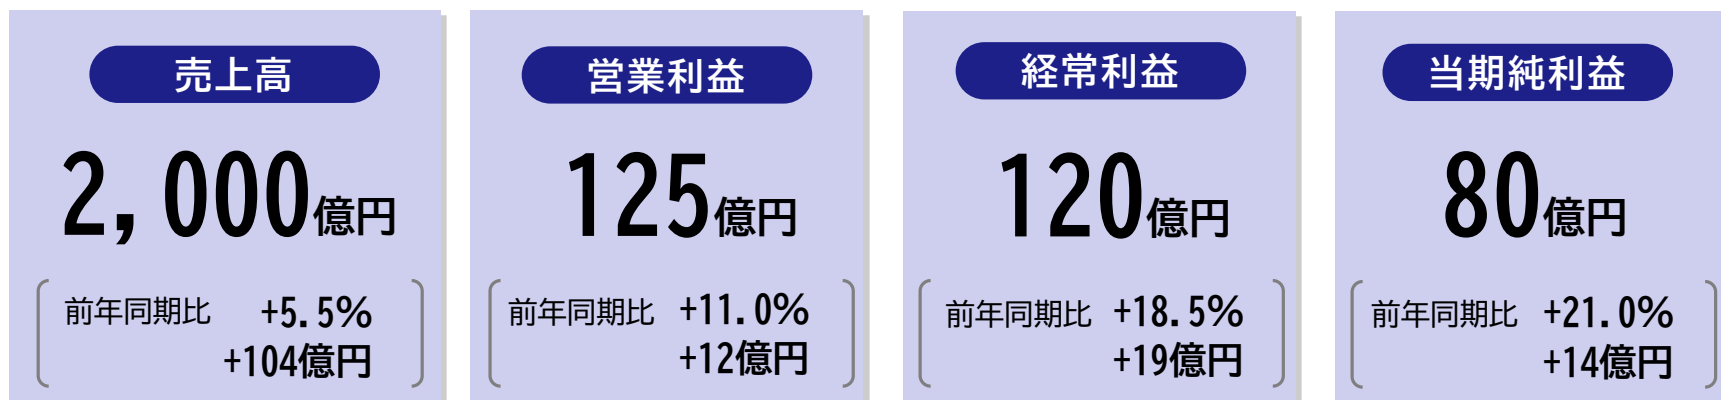 売上高
2,000億円
前年同期比 +5.5%
+104億円
営業利益
125億円
前年同期比 +11.0%
+12億円
経常利益
120億円
前年同期比 +18.5%
+19億円
当期純利益
80億円
前年同期比 +21.0%
+14億円